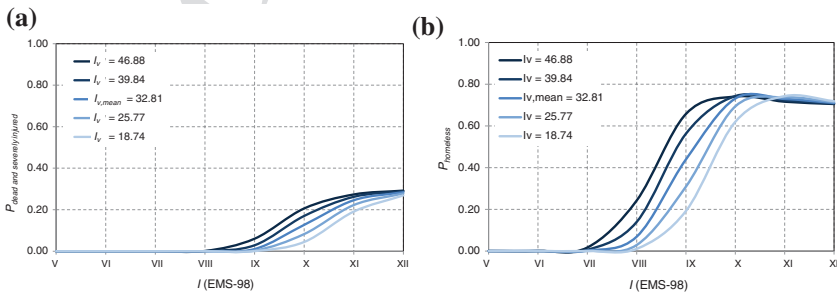 (a)
1.00
0.80
0.60
0.40
0.20
0.00
P dead and severely injured
Iv = 46.88
Iv = 39.84
Iv,mean = 32.81
Iv = 25.77
Iv = 18.74
V VI VII VIII IX X XI XII
I (EMS-98)
(b)
1.00
0.80
0.60
0.40
0.20
0.00
P homeless
Iv = 46.88
Iv = 39.84
Iv,mean = 32.81
Iv = 25.77
Iv = 18.74
V VI VII VIII IX X XI XI
I (EMS-98)